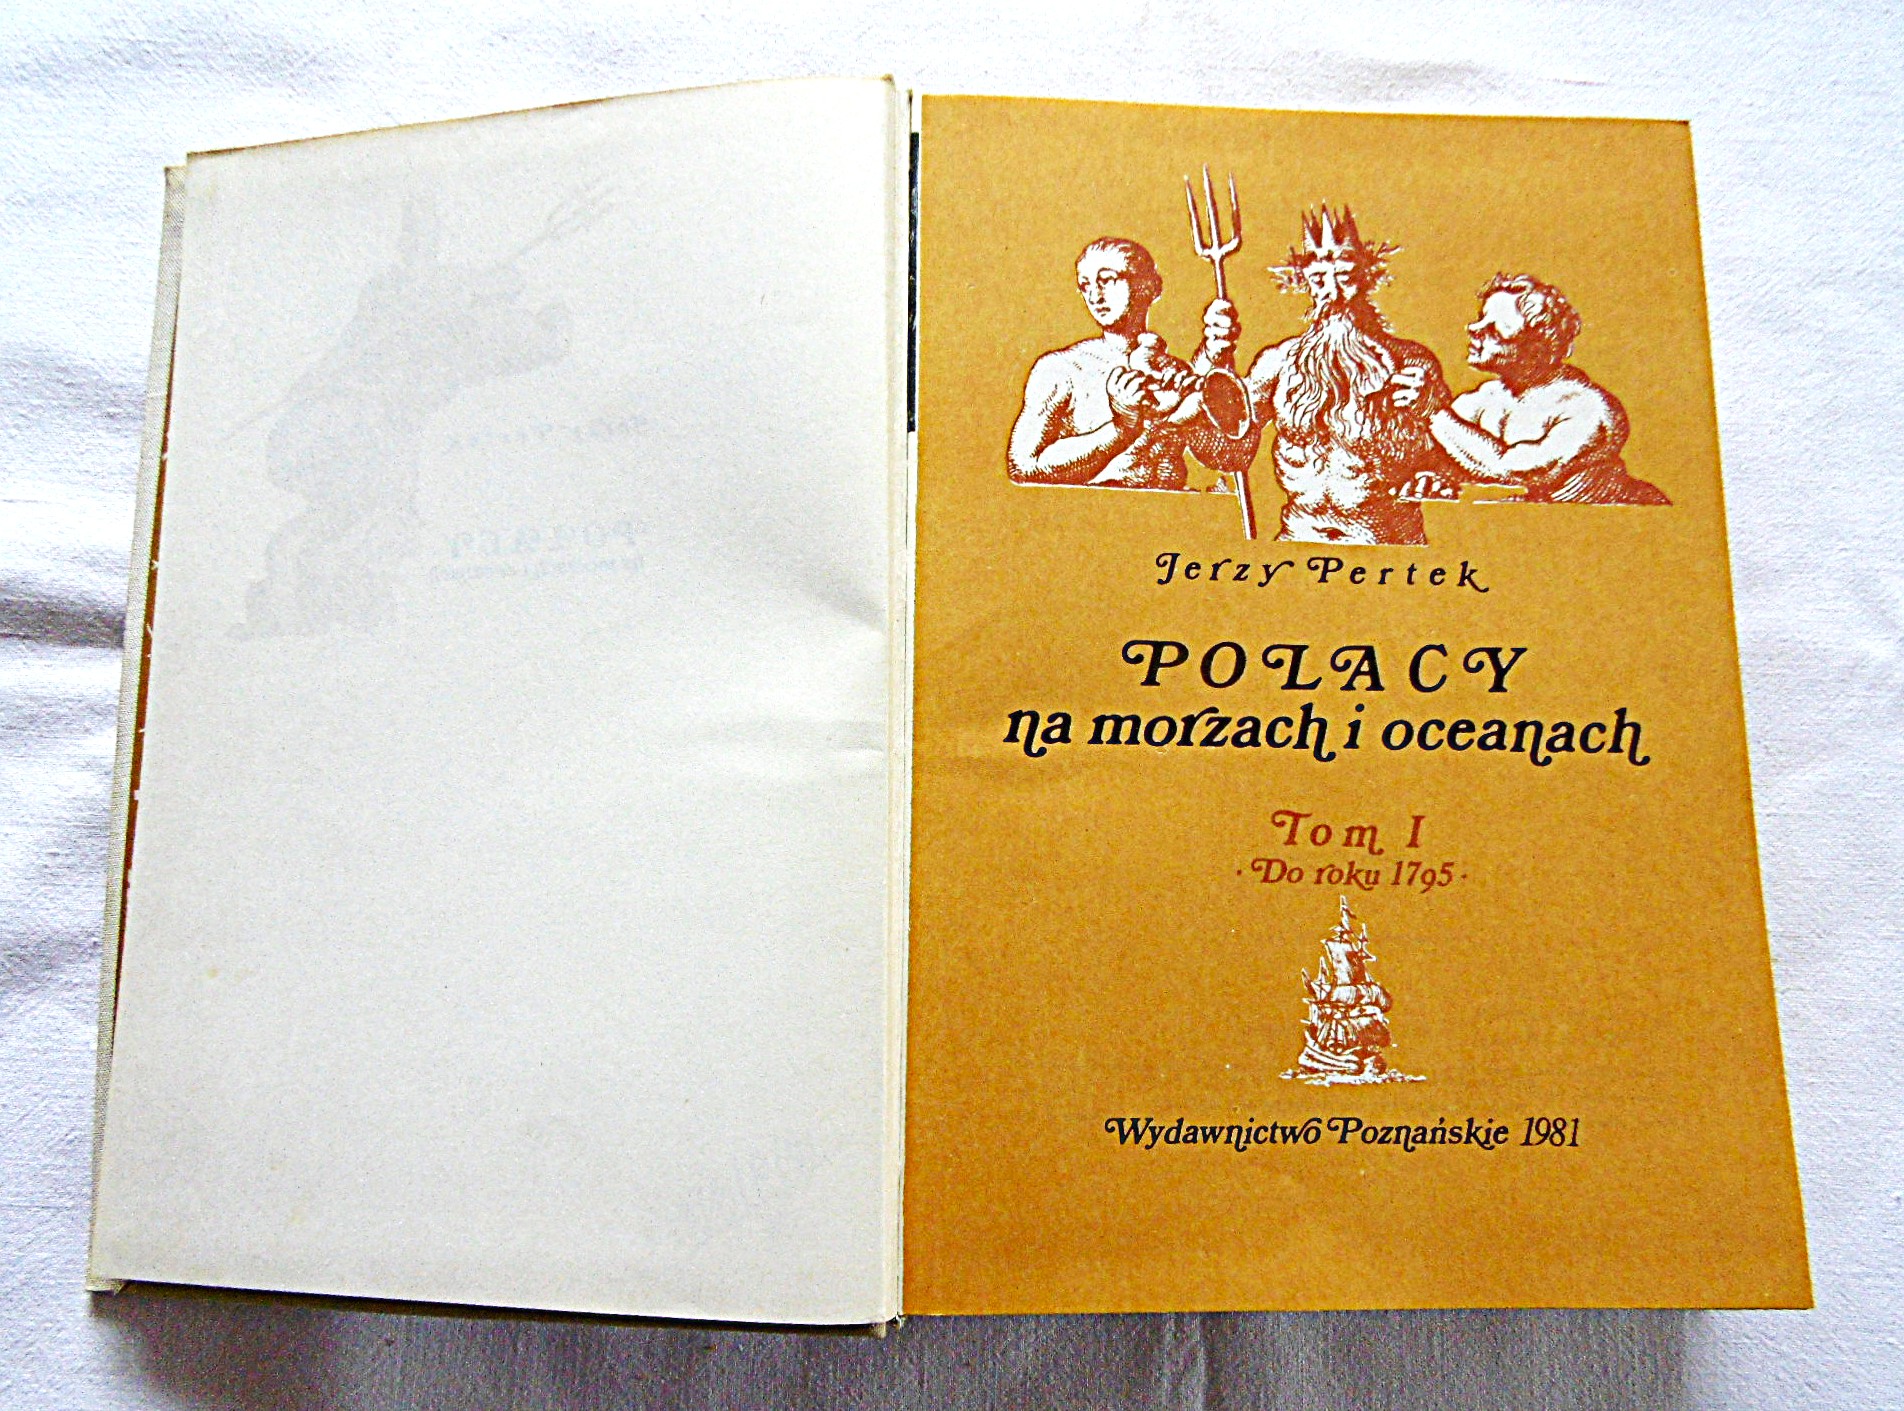 Jerzy Pertek
POLACY
na morzach i oceanach
Tom I
· Do roku 1795 ·
Wydawnictwo Poznańskie 1981